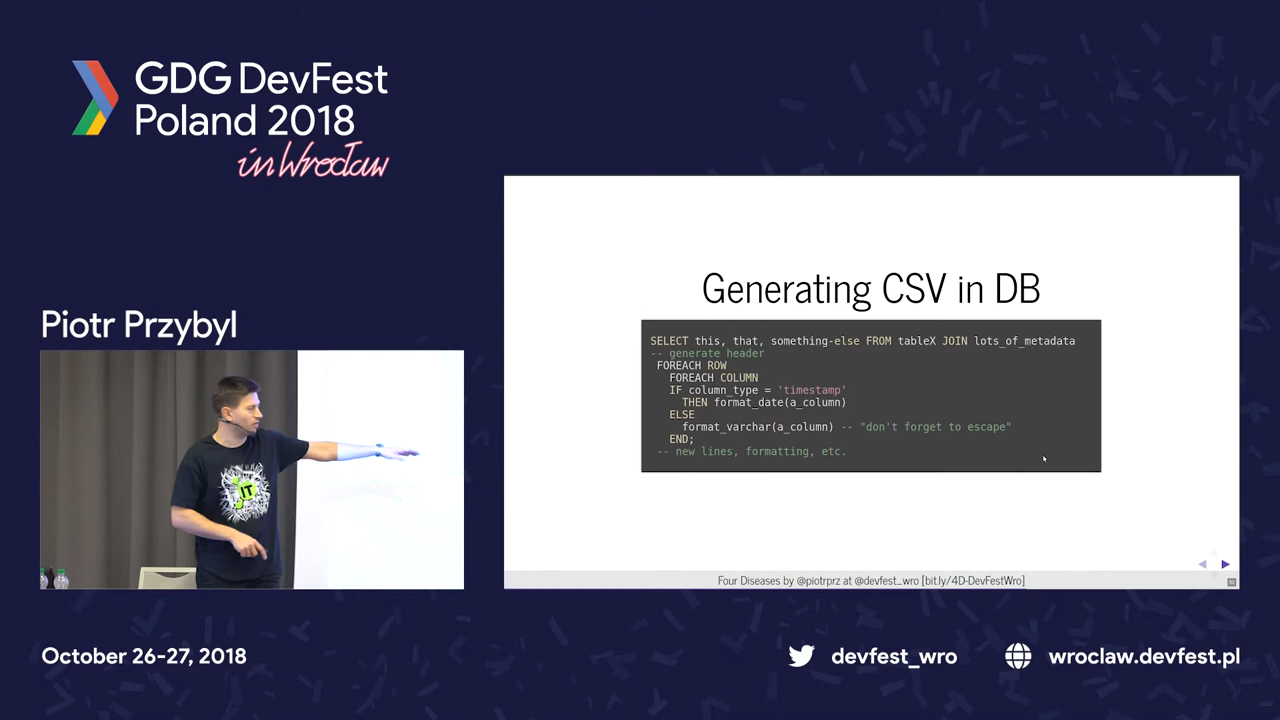 GDG DevFest
Poland 2018
in Wrocław
Piotr Przybyl
IT
Generating CSV in DB
SELECT this, that, something-else FROM tableX JOIN lots_of_metadata
-- generate header
FOREACH ROW
FOREACH COLUMN
IF column_type = 'timestamp'
THEN format_date(a_column)
ELSE
format_varchar(a_column) -- "don't forget to escape"
END;
-- new lines, formatting, etc.
Four Diseases by @piotrprz at @devfest_wro [bit.ly/4D-DevFestWro]
October 26-27, 2018
devfest_wro
wroclaw.devfest.pl